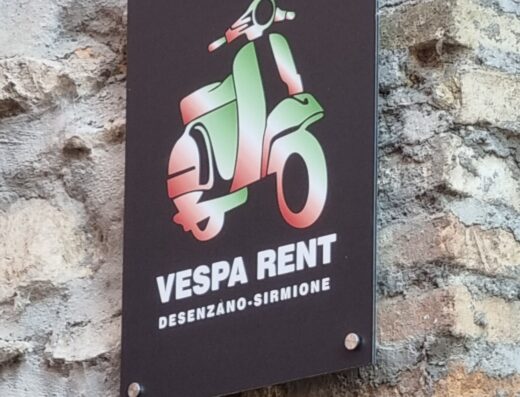 VESPA RENT
DESENZANO-SIRMIONE